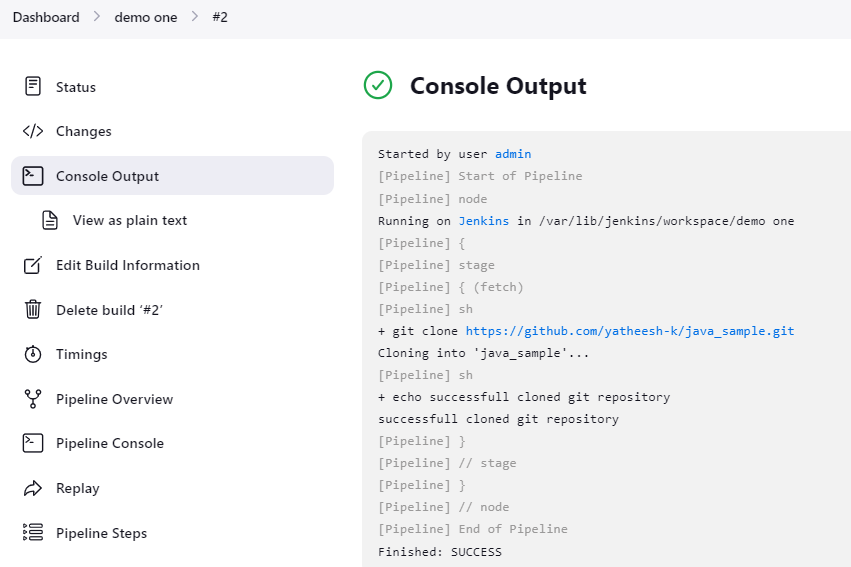 Dashboard > demo one > #2
Status
Changes
Console Output
View as plain text
Edit Build Information
Delete build ‘#2’
Timings
Pipeline Overview
Pipeline Console
Replay
Pipeline Steps
Console Output
Started by user admin
[Pipeline] Start of Pipeline
[Pipeline] node
Running on Jenkins in /var/lib/jenkins/workspace/demo one
[Pipeline] {
[Pipeline] stage
[Pipeline] { (fetch)
[Pipeline] sh
+ git clone https://github.com/yatheesh-k/java_sample.git
Cloning into 'java_sample'...
[Pipeline] sh
+ echo successfull cloned git repository
successfull cloned git repository
[Pipeline] }
[Pipeline] // stage
[Pipeline] }
[Pipeline] // node
[Pipeline] End of Pipeline
Finished: SUCCESS